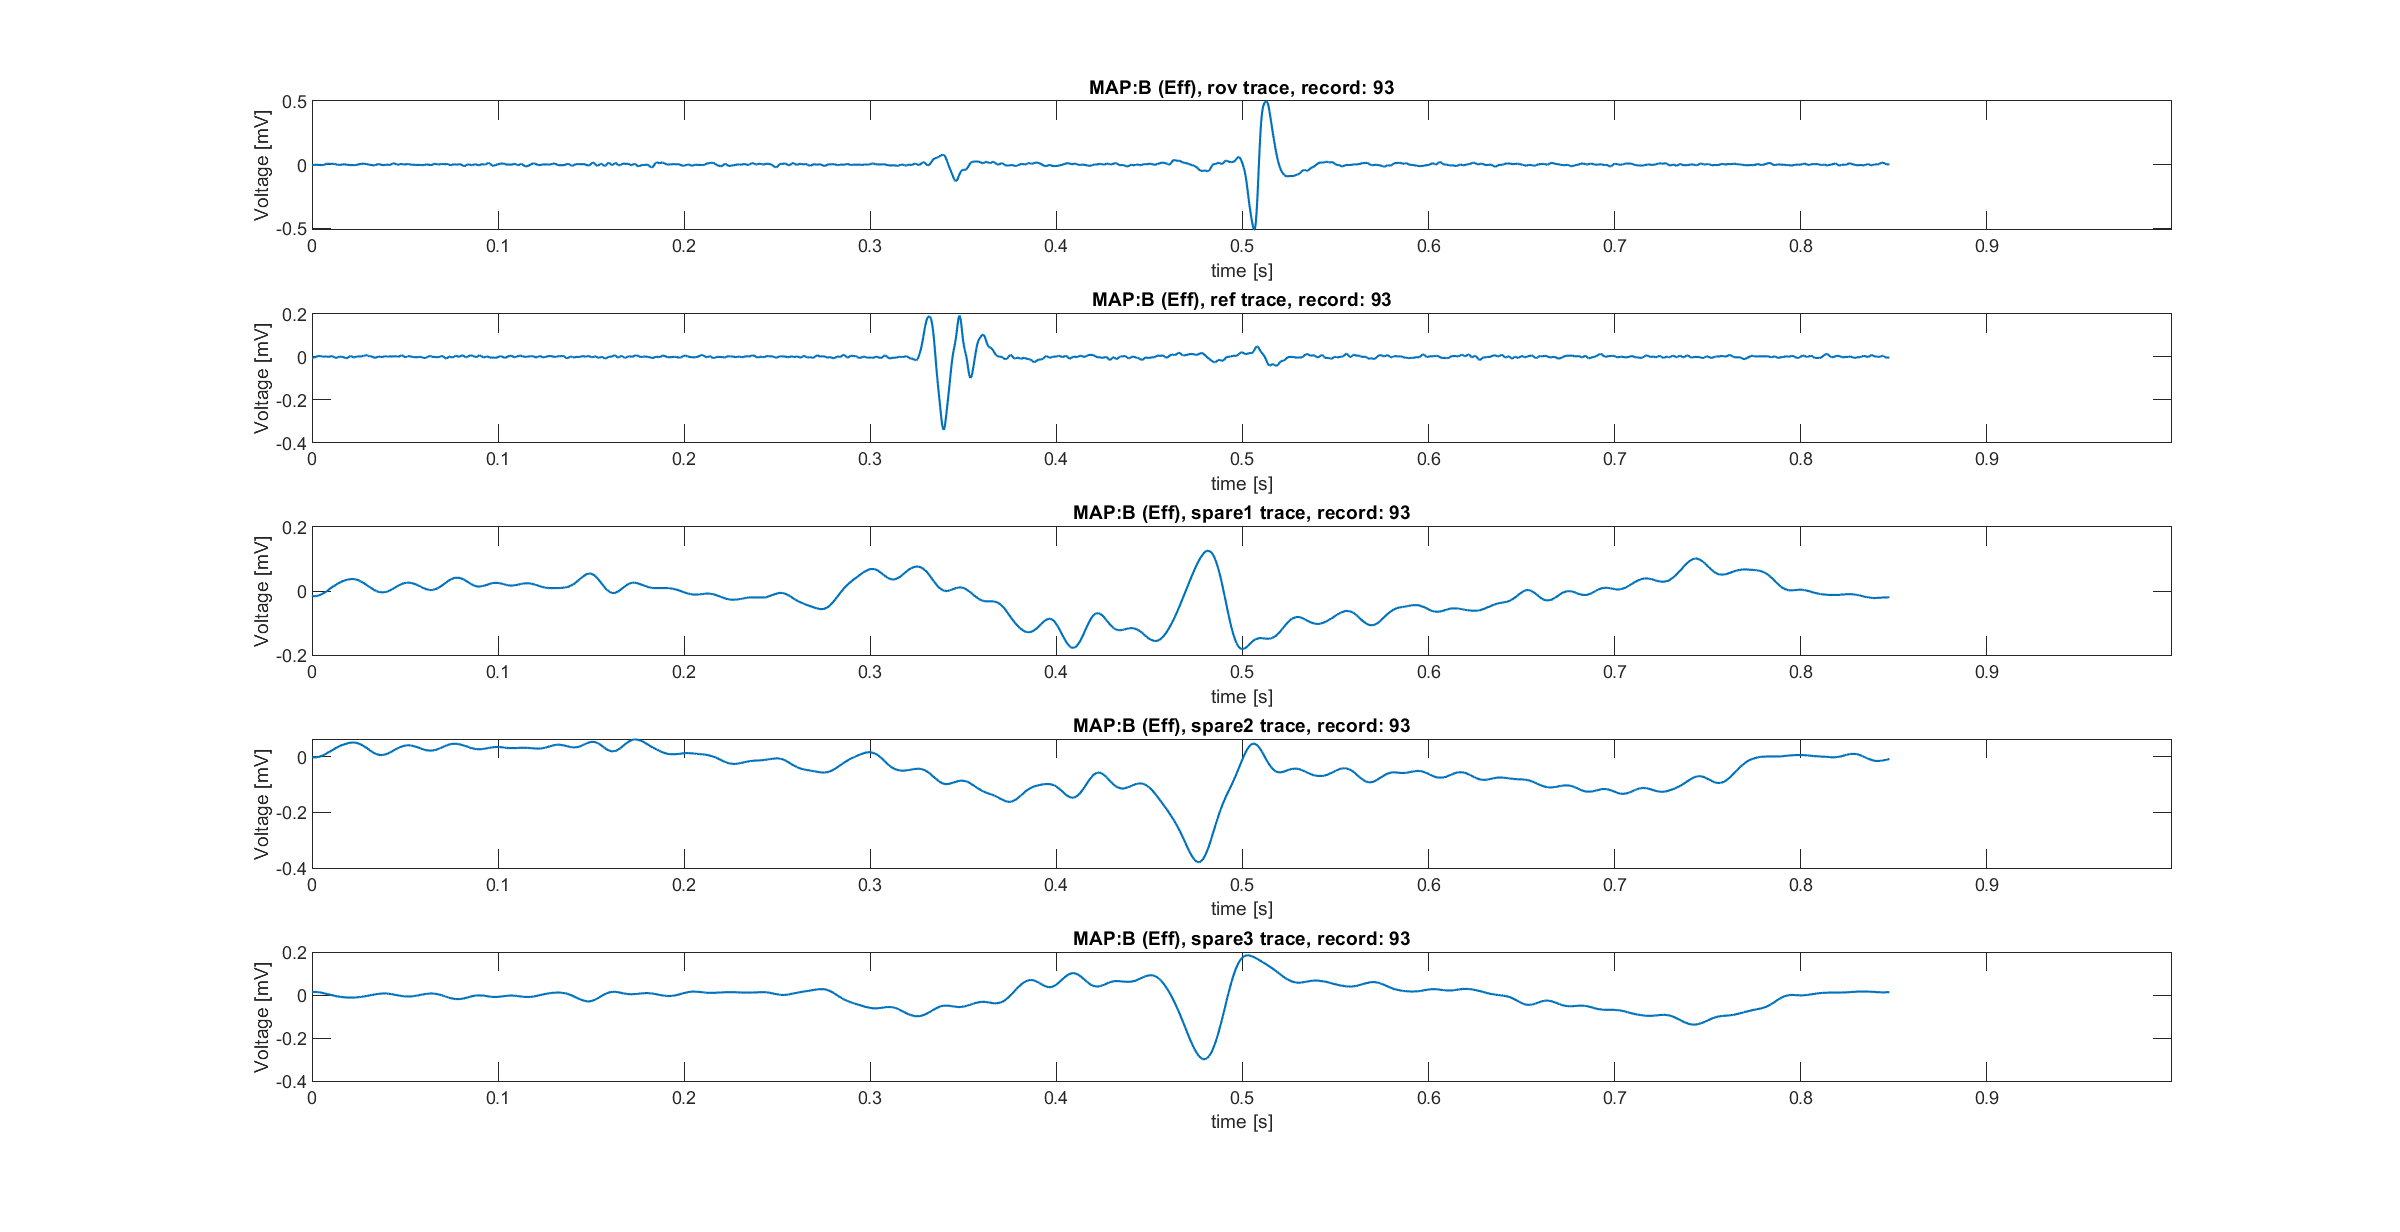 MAP:B (Eff), rov trace, record: 93
Voltage [mV]
0.5
0
-0.5
0 0.1 0.2 0.3 0.4 0.5 0.6 0.7 0.8 0.9
time [s]
MAP:B (Eff), ref trace, record: 93
Voltage [mV]
0.2
0
-0.2
-0.4
0 0.1 0.2 0.3 0.4 0.5 0.6 0.7 0.8 0.9
time [s]
MAP:B (Eff), spare1 trace, record: 93
Voltage [mV]
0.2
0
-0.2
0 0.1 0.2 0.3 0.4 0.5 0.6 0.7 0.8 0.9
time [s]
MAP:B (Eff), spare2 trace, record: 93
Voltage [mV]
0
-0.2
-0.4
0 0.1 0.2 0.3 0.4 0.5 0.6 0.7 0.8 0.9
time [s]
MAP:B (Eff), spare3 trace, record: 93
Voltage [mV]
0.2
0
-0.2
-0.4
0 0.1 0.2 0.3 0.4 0.5 0.6 0.7 0.8 0.9
time [s]